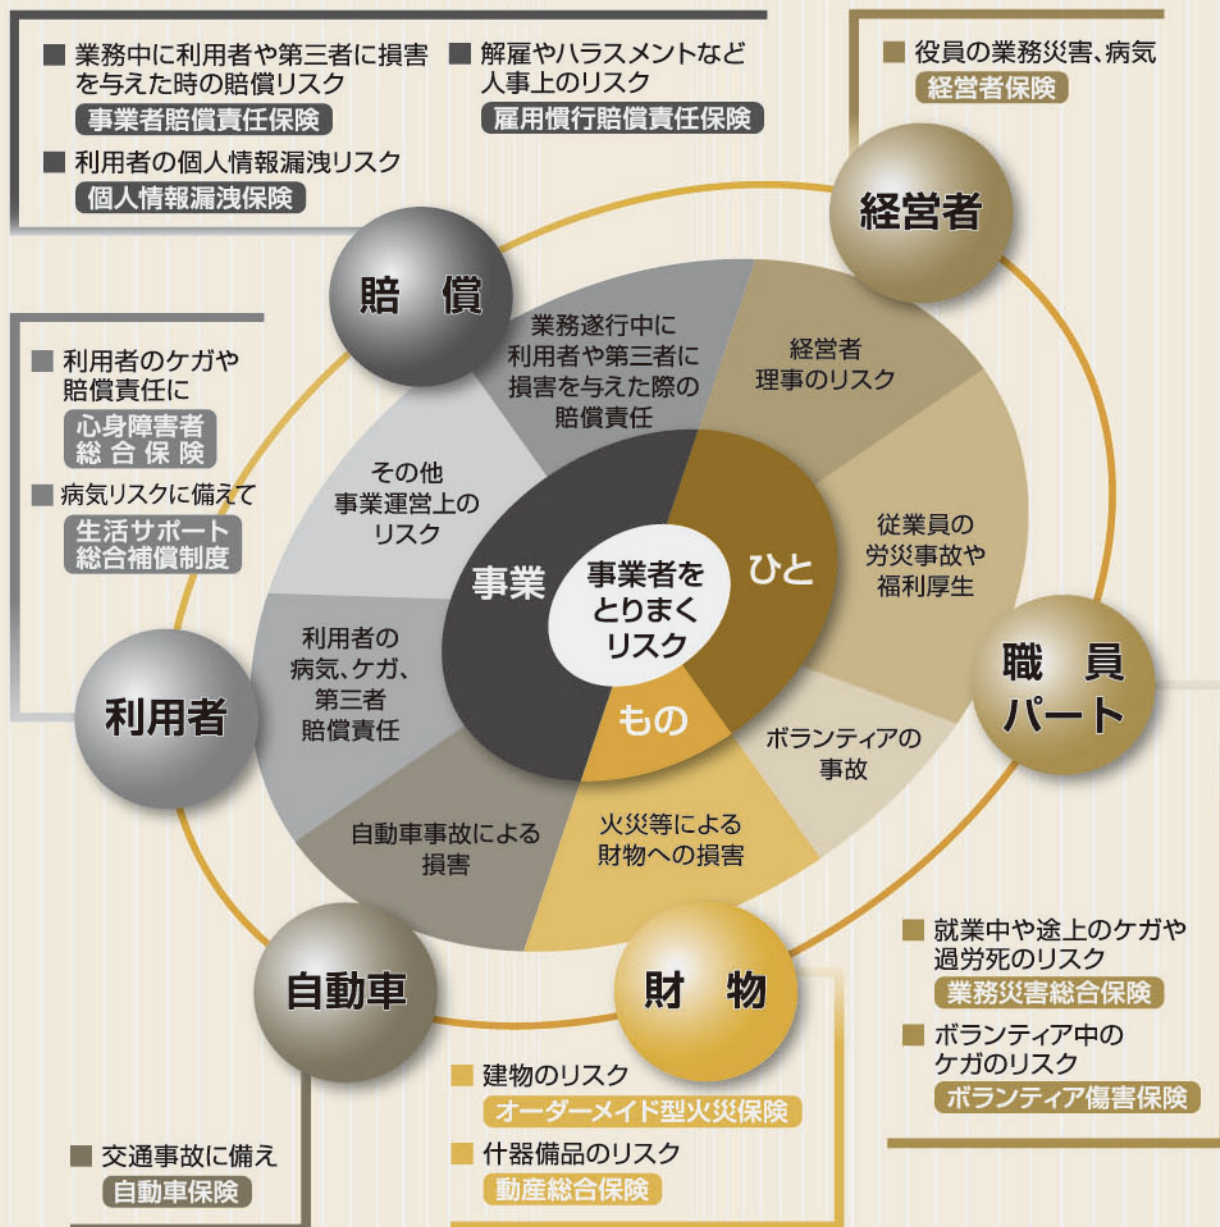 ■ 業務中に利用者や第三者に損害
を与えた時の賠償リスク
事業者賠償責任保険
■ 利用者の個人情報漏洩リスク
個人情報漏洩保険
■ 解雇やハラスメントなど
人事上のリスク
雇用慣行賠償責任保険
■ 役員の業務災害、病気
経営者保険
経営者
賠 償
■ 利用者のケガや
賠償責任に
心身障害者
総合保険
■ 病気リスクに備えて
生活サポート
総合補償制度
業務遂行中に
利用者や第三者に
損害を与えた際の
賠償責任
経営者
理事のリスク
その他
事業運営上の
リスク
従業員の
労災事故や
福利厚生
事業
ひと
もの
事業者を
とりまく
リスク
利用者の
病気、ケガ、
第三者
賠償責任
ボランティアの
事故
自動車事故による
損害
火災等による
財物への損害
利用者
職 員
パート
自動車
財 物
■ 就業中や途上のケガや
過労死のリスク
業務災害総合保険
■ ボランティア中の
ケガのリスク
ボランティア傷害保険
■ 建物のリスク
オーダーメイド型火災保険
■ 什器備品のリスク
動産総合保険
■ 交通事故に備え
自動車保険